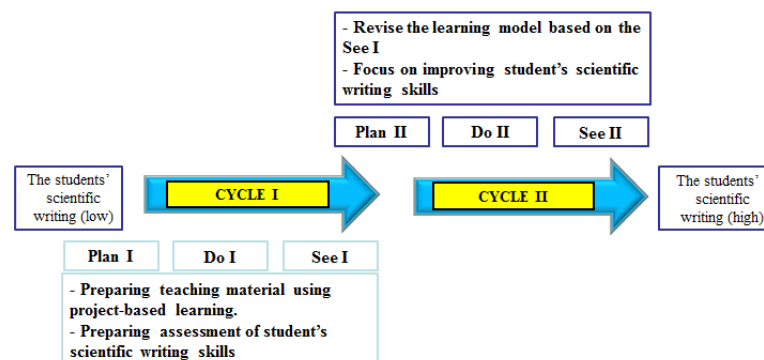 - Revise the learning model based on the
See I
- Focus on improving student's scientific
writing skills
Plan II
Do II
See II
The students'
scientific
writing (low)
CYCLE I
CYCLE II
The students'
scientific
writing (high)
Plan I
Do I
See I
- Preparing teaching material using
project-based learning.
- Preparing assessment of student's
scientific writing skills